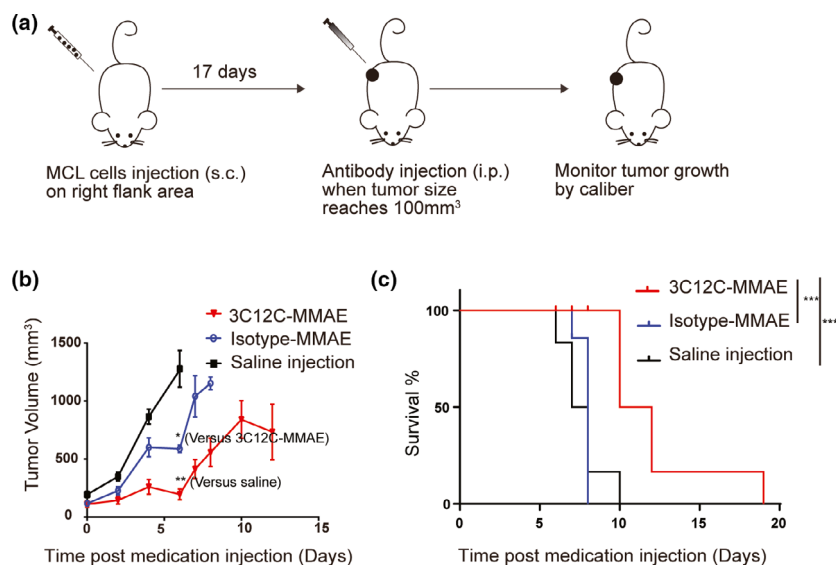 (a)
17 days
MCL cells injection (s.c.)
on right flank area
Antibody injection (i.p.)
when tumor size
reaches 100mm³
Monitor tumor growth
by caliber
(b)
3C12C-MMAE
Isotype-MMAE
Saline injection
Tumor Volume (mm³)
1500
1000
500
0
* (Versus 3C12C-MMAE)
** (Versus saline)
0
5
10
15
Time post medication injection (Days)
(c)
3C12C-MMAE
Isotype-MMAE
Saline injection
***
***
Survival %
100
50
0
0
5
10
15
20
Time post medication injection (Days)